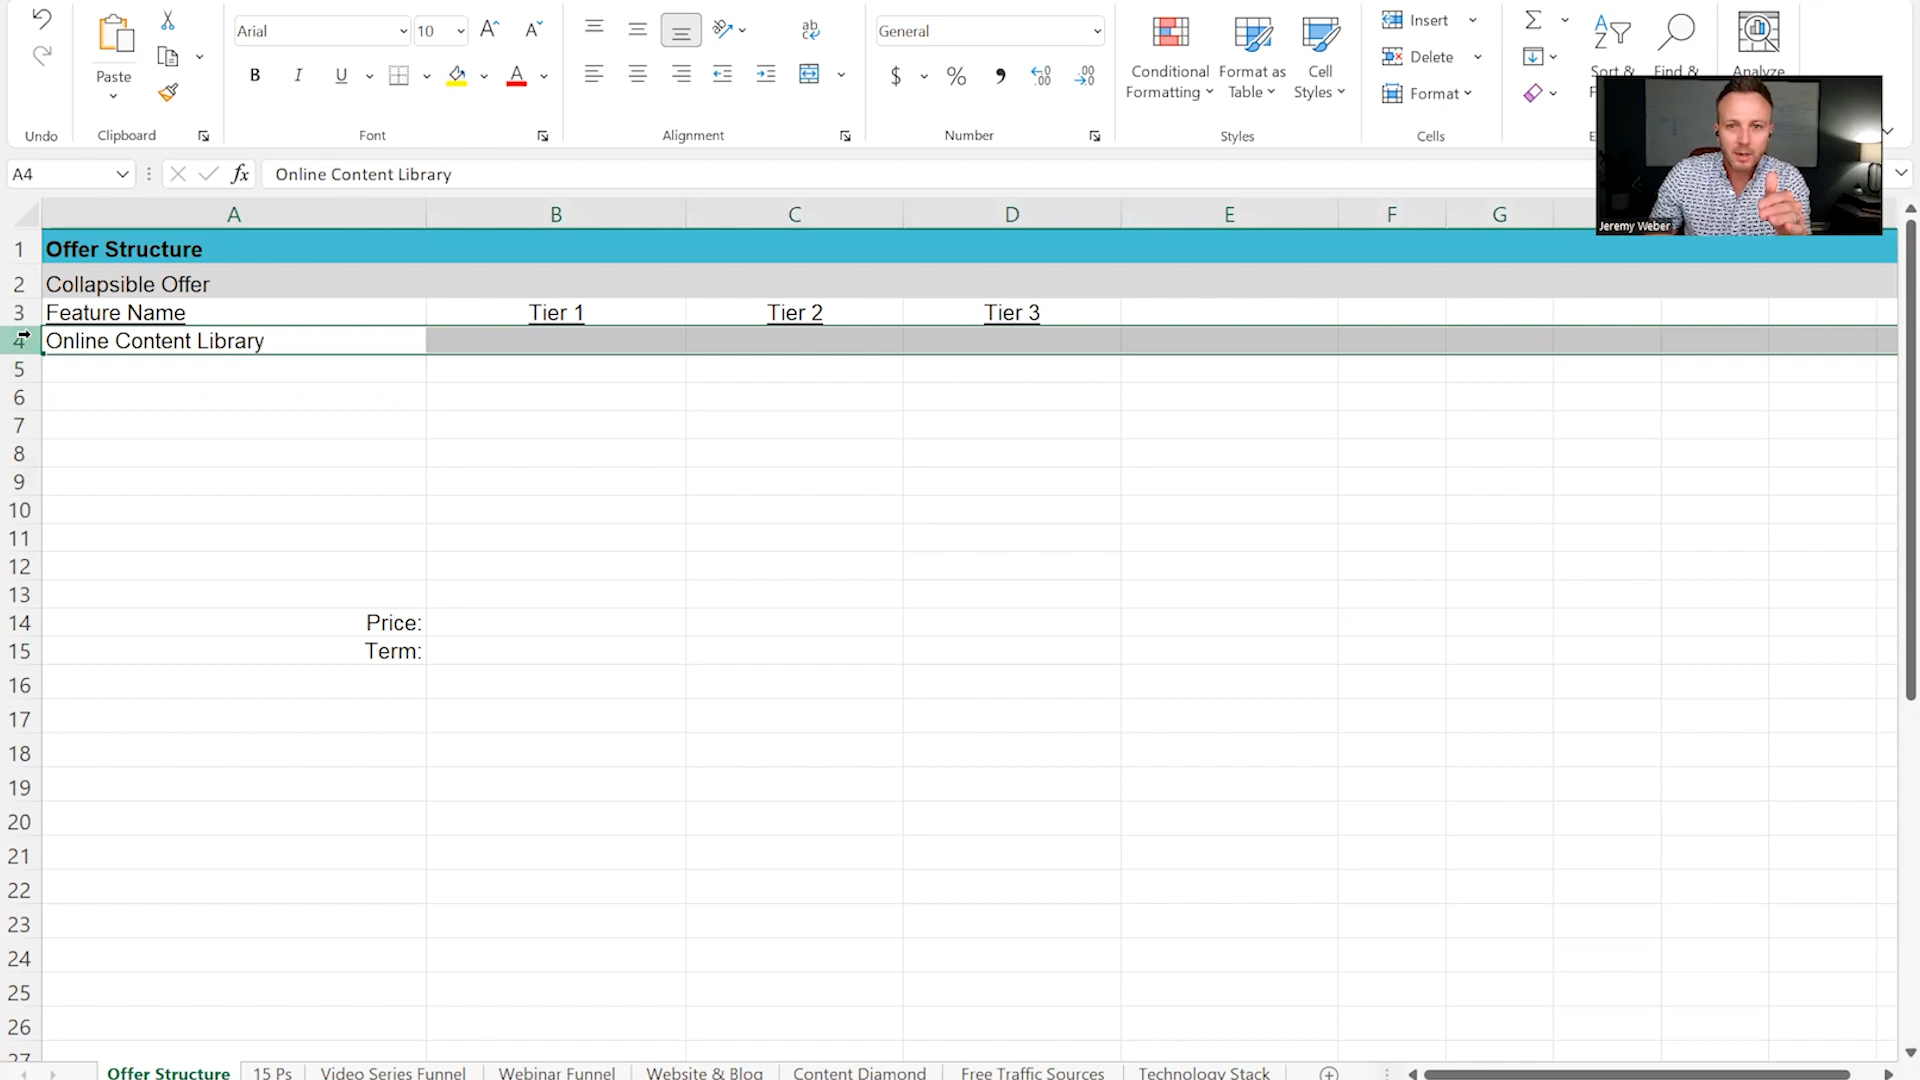 Arial
10
General
Paste
B
I
U
A
$
%
Conditional Formatting
Format as Table
Cell Styles
Insert
Delete
Format
Sort &
Find &
Analyze
Undo
Clipboard
Font
Alignment
Number
Styles
Cells
Jeremy Weber
A4
fx
Online Content Library
A B C D E F G
1 Offer Structure
2 Collapsible Offer
3 Feature Name Tier 1 Tier 2 Tier 3
4 Online Content Library
5
6
7
8
9
10
11
12
13
14 Price:
15 Term:
16
17
18
19
20
21
22
23
24
25
26
27
Offer Structure 15 Ps Video Series Funnel Webinar Funnel Website & Blog Content Diamond Free Traffic Sources Technology Stack